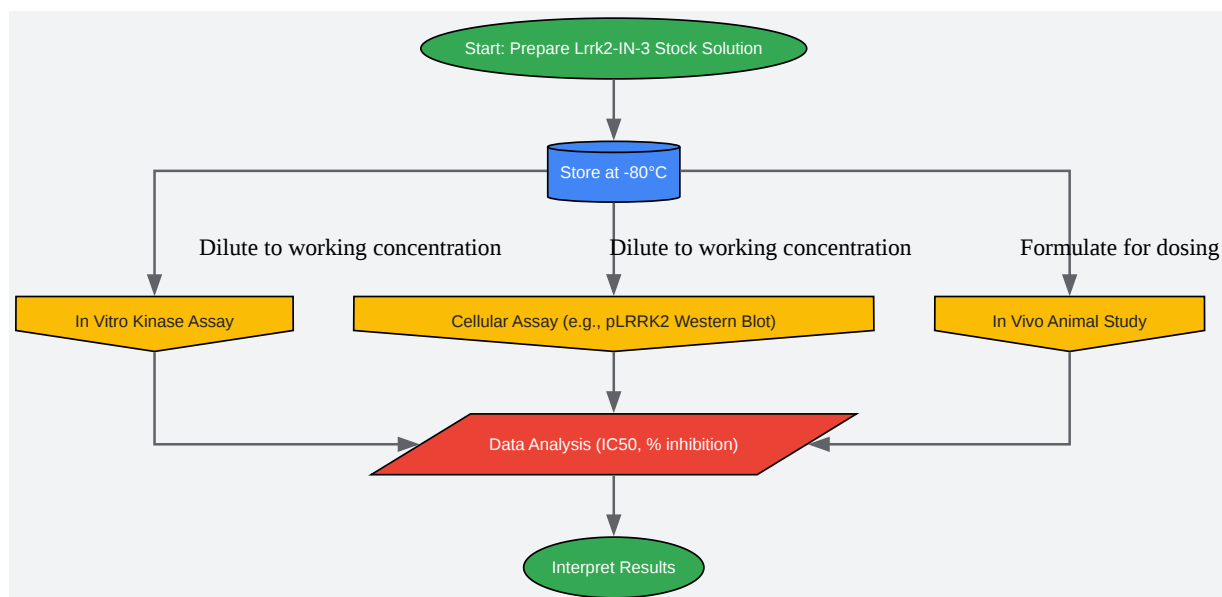 Start: Prepare Lrrk2-IN-3 Stock Solution
Store at -80°C
Dilute to working concentration
Dilute to working concentration
Formulate for dosing
In Vitro Kinase Assay
Cellular Assay (e.g., pLRRK2 Western Blot)
In Vivo Animal Study
Data Analysis (IC50, % inhibition)
Interpret Results